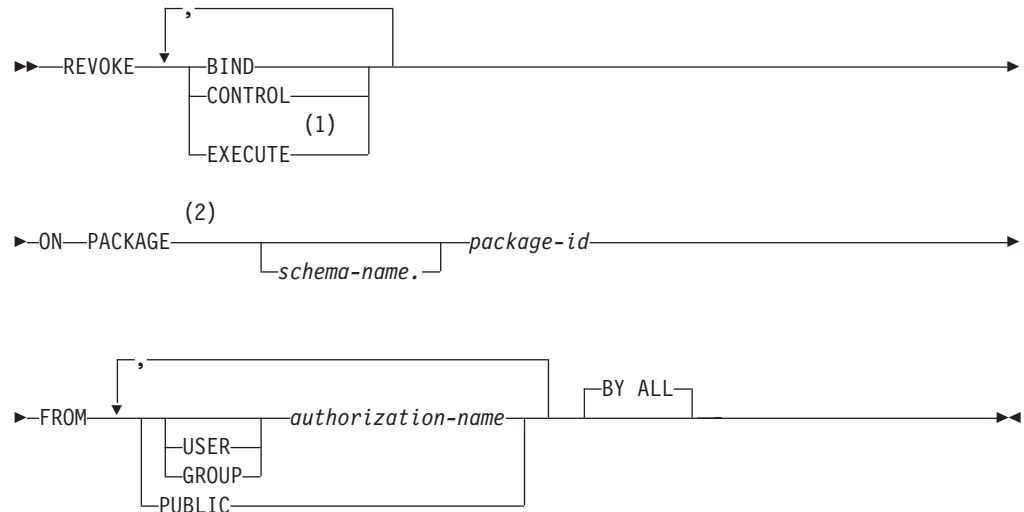 ,
REVOKE BIND
CONTROL
(1)
EXECUTE
(2)
ON PACKAGE package-id
schema-name.
,
BY ALL
FROM authorization-name
USER
GROUP
PUBLIC